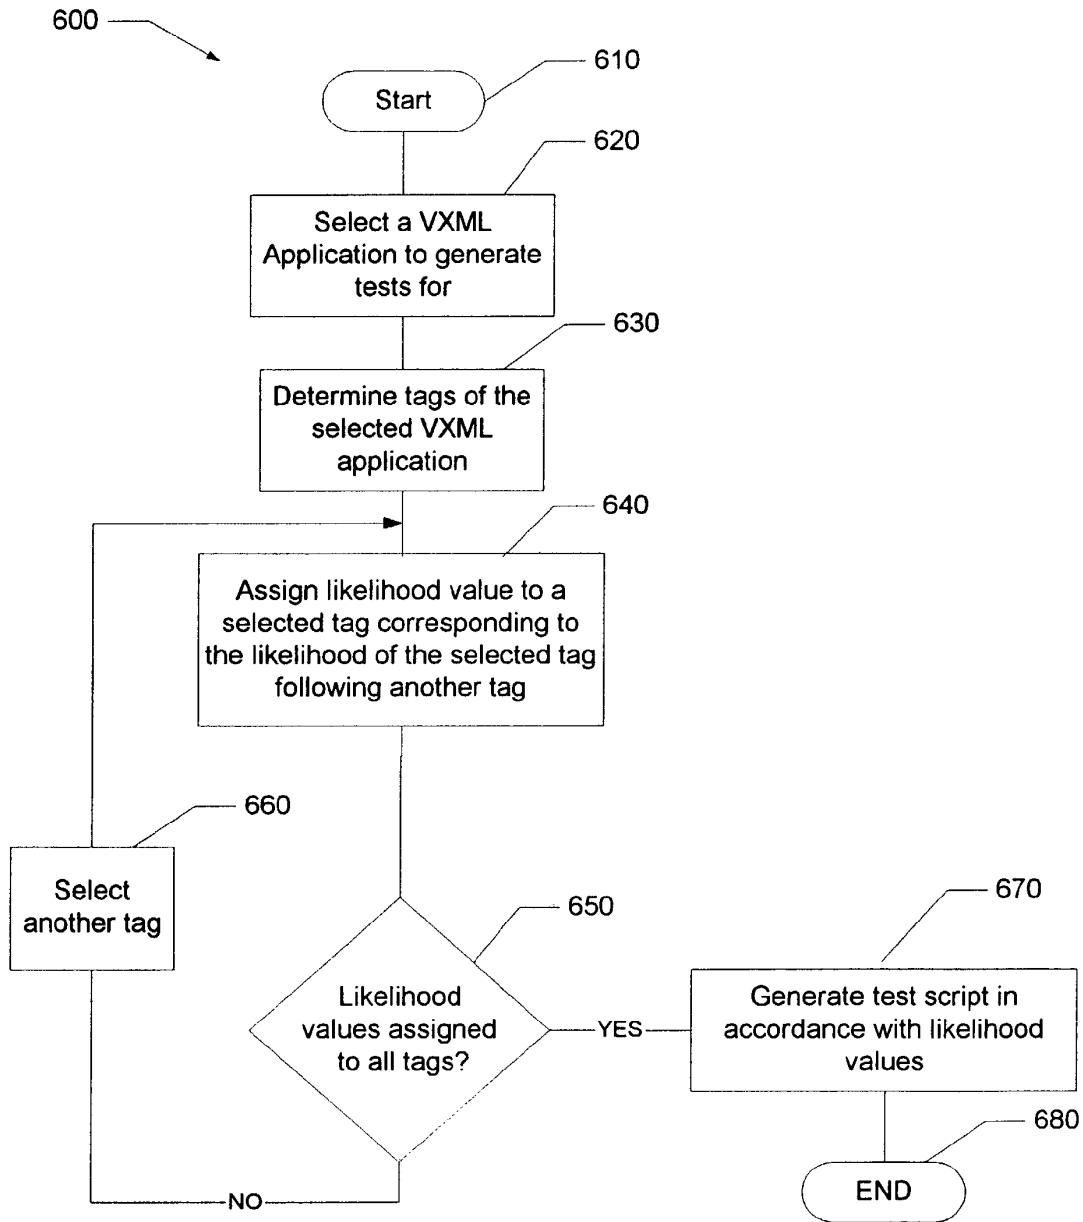 600
610
Start
620
Select a VXML
Application to generate
tests for
630
Determine tags of the
selected VXML
application
640
Assign likelihood value to a
selected tag corresponding to
the likelihood of the selected tag
following another tag
660
Select
another tag
650
Likelihood
values assigned
to all tags?
YES
NO
670
Generate test script in
accordance with likelihood
values
680
END